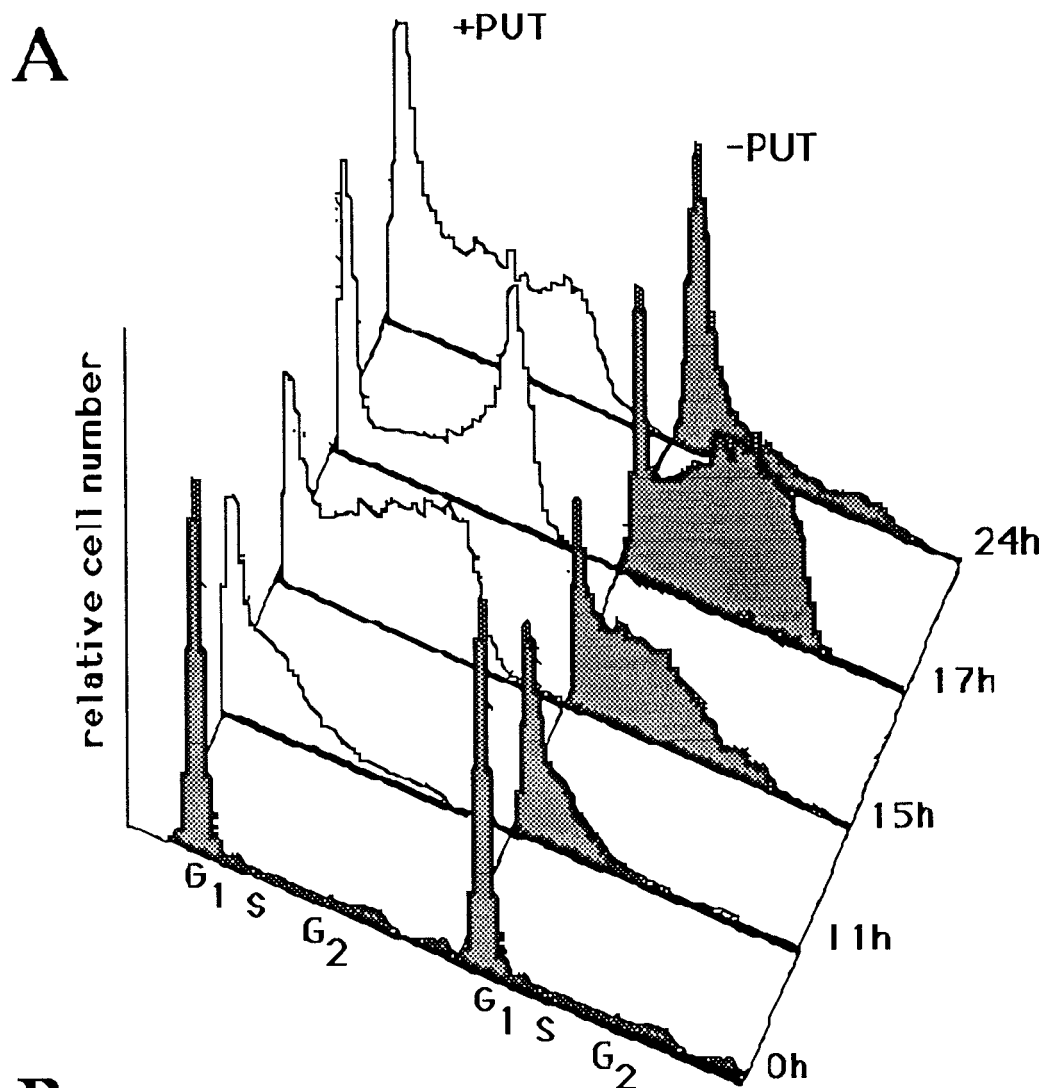 A
+PUT
-PUT
relative cell number
24h
17h
15h
11h
0h
G1 S G2
G1 S G2